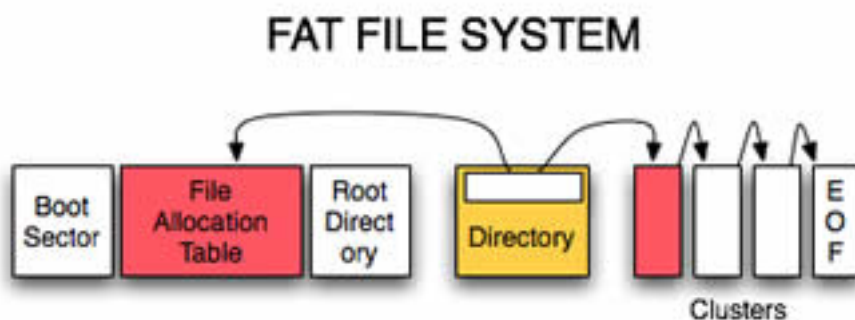 FAT FILE SYSTEM
Boot
Sector
File
Allocation
Table
Root
Direct
ory
Directory
E
O
F
Clusters